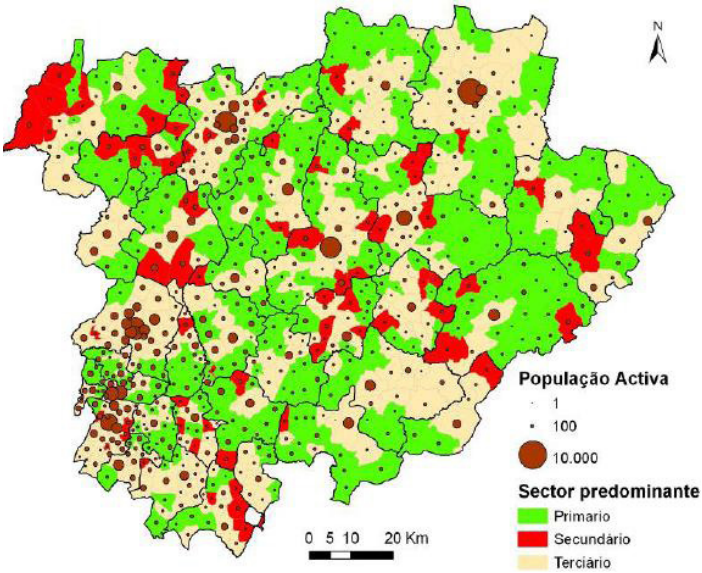 N
População Activa
1
100
10.000
Sector predominante
Primario
Secundário
Terciário
0 5 10 20 Km